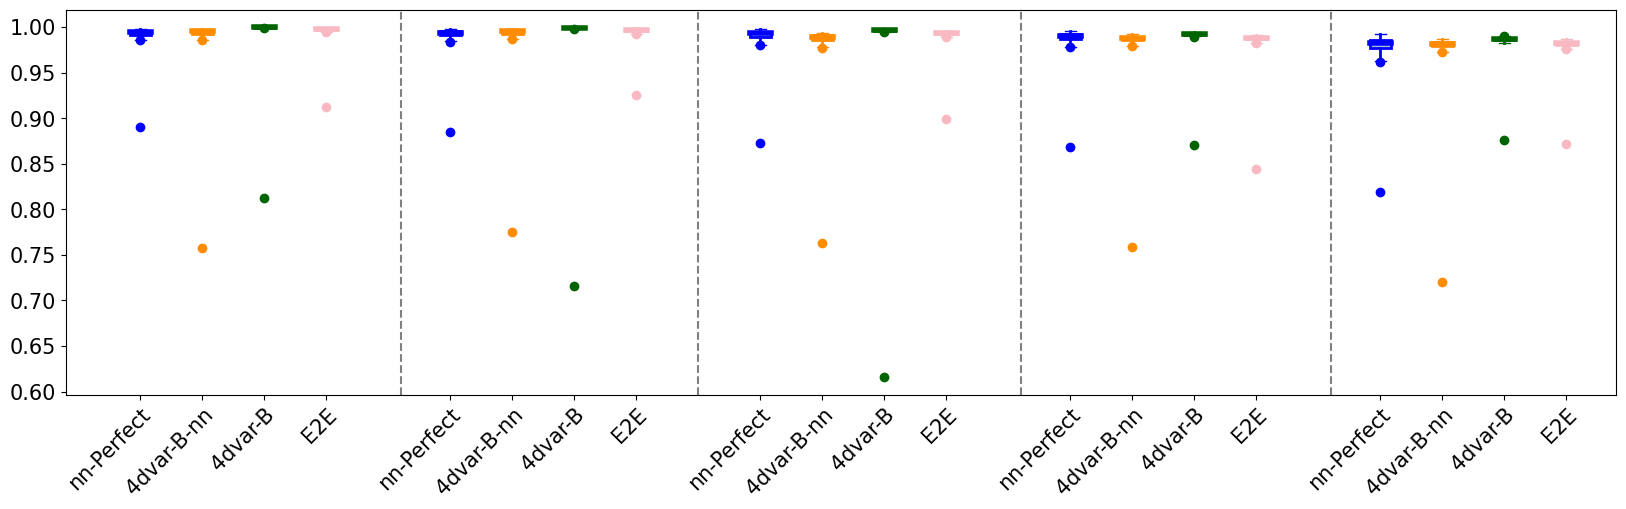 1.00
0.95
0.90
0.85
0.80
0.75
0.70
0.65
0.60
nn-Perfect
4dvar-B-nn
4dvar-B
E2E
nn-Perfect
4dvar-B-nn
4dvar-B
E2E
nn-Perfect
4dvar-B-nn
4dvar-B
E2E
nn-Perfect
4dvar-B-nn
4dvar-B
E2E
nn-Perfect
4dvar-B-nn
4dvar-B
E2E